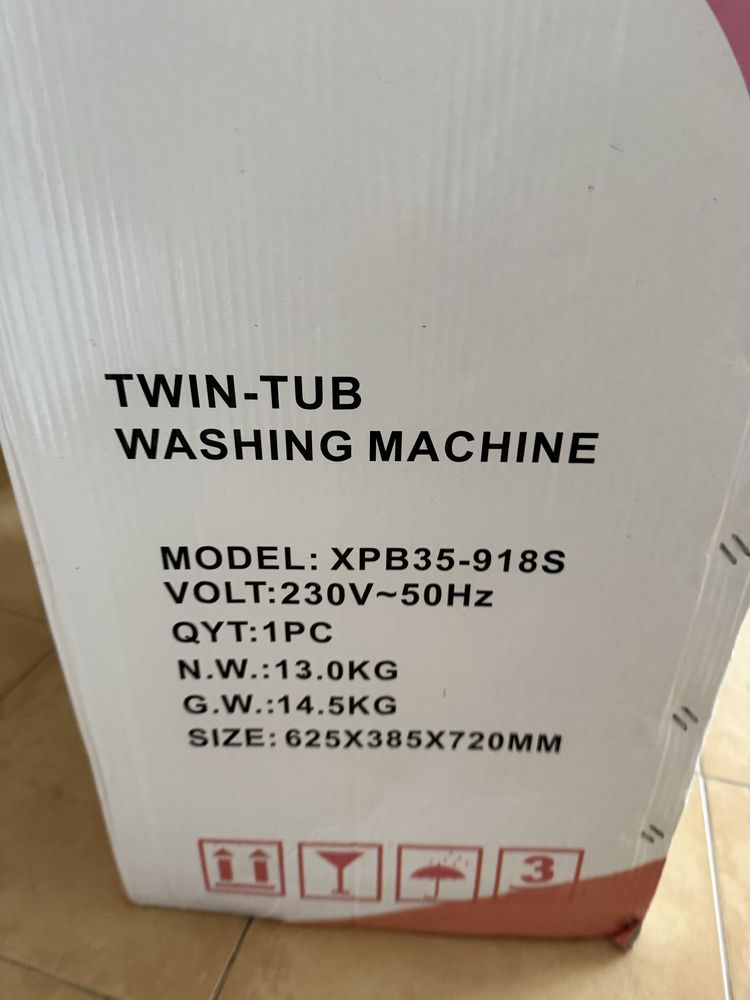 TWIN-TUB
WASHING MACHINE
MODEL: XPB35-918S
VOLT:230V~50Hz
QYT:1PC
N.W.:13.0KG
G.W.:14.5KG
SIZE: 625X385X720MM
3